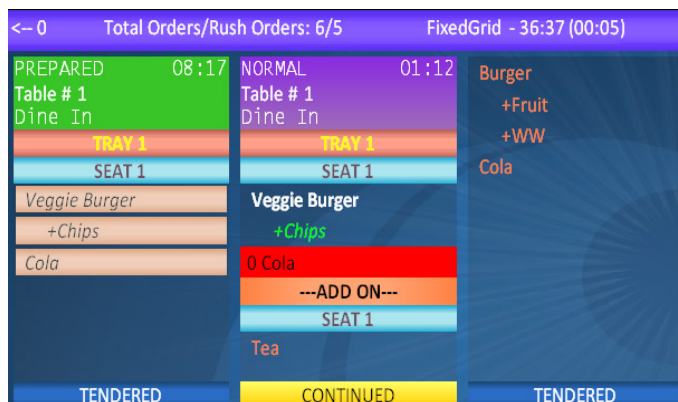 <-- 0 Total Orders/Rush Orders: 6/5 FixedGrid - 36:37 (00:05)
PREPARED 08:17
Table # 1
Dine In
TRAY 1
SEAT 1
Veggie Burger
+Chips
Cola
TENDERED
NORMAL 01:12
Table # 1
Dine In
TRAY 1
SEAT 1
Veggie Burger
+Chips
0 Cola
---ADD ON---
SEAT 1
Tea
CONTINUED
Burger
+Fruit
+WW
Cola
TENDERED